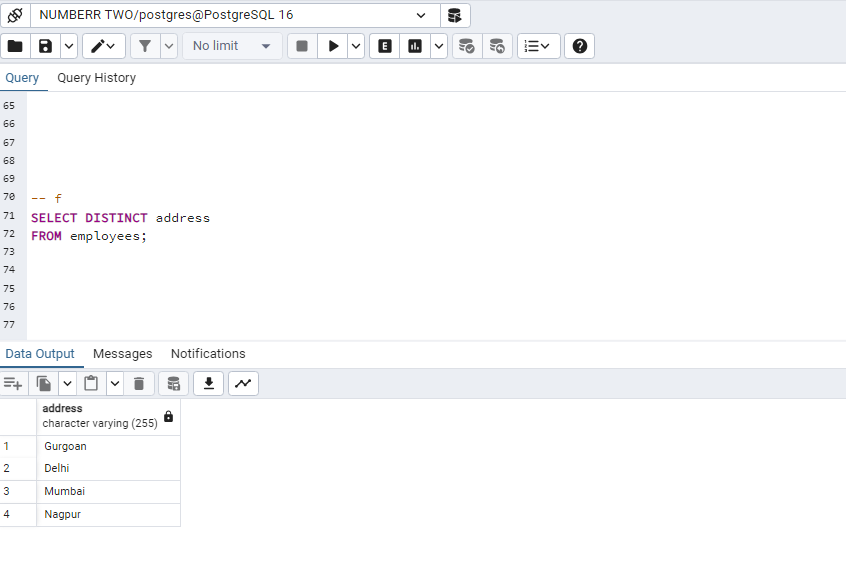 NUMBERR TWO/postgres@PostgreSQL 16
No limit
E
Query Query History
65
66
67
68
69
70 -- f
71 SELECT DISTINCT address
72 FROM employees;
73
74
75
76
77
Data Output Messages Notifications
address
character varying (255)
1 Gurgoan
2 Delhi
3 Mumbai
4 Nagpur